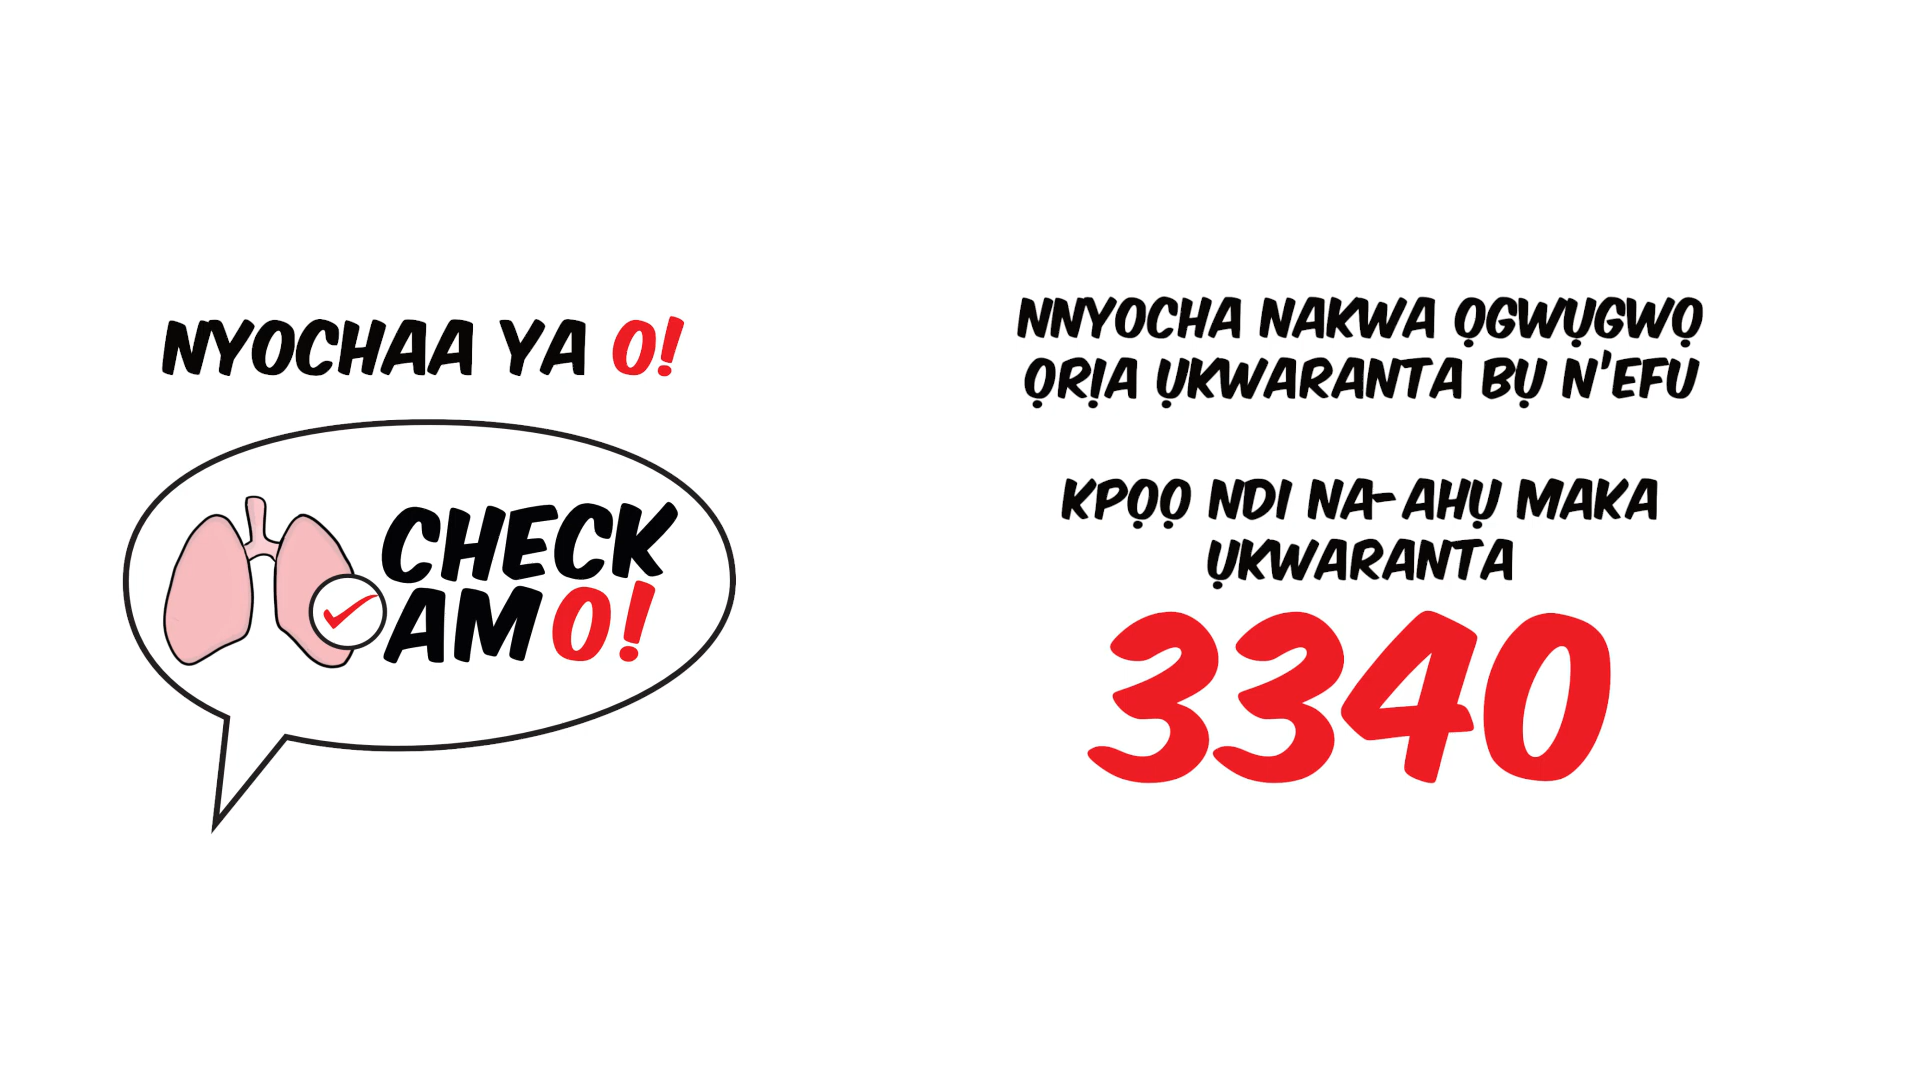 NYOCHAA YA O!
CHECK
AM O!
NNYOCHA NAKWA ỌGWỤGWỌ
ỌRỊA ỤKWARANTA BỤ N'EFU
KPỌỌ NDI NA-AHỤ MAKA
ỤKWARANTA
3340